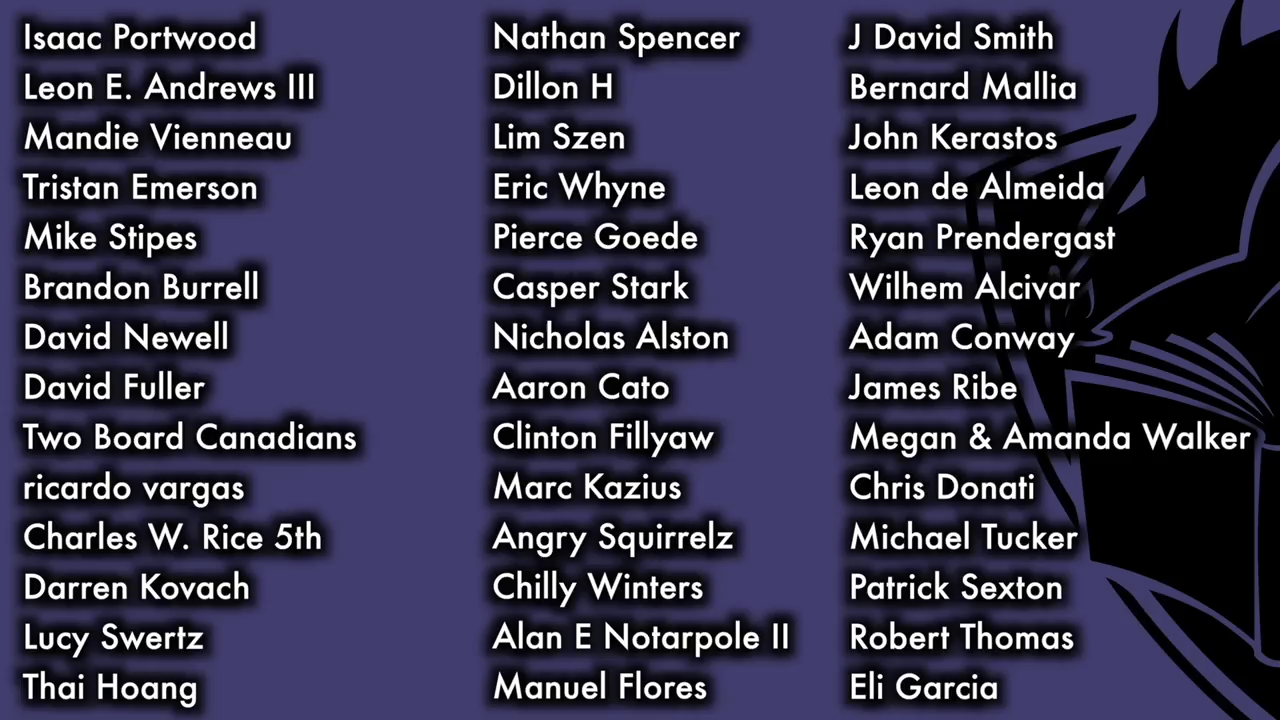 Isaac Portwood
Leon E. Andrews III
Mandie Vienneau
Tristan Emerson
Mike Stipes
Brandon Burrell
David Newell
David Fuller
Two Board Canadians
ricardo vargas
Charles W. Rice 5th
Darren Kovach
Lucy Swertz
Thai Hoang
Nathan Spencer
Dillon H
Lim Szen
Eric Whyne
Pierce Goede
Casper Stark
Nicholas Alston
Aaron Cato
Clinton Fillyaw
Marc Kazius
Angry Squirrelz
Chilly Winters
Alan E Notarpole II
Manuel Flores
J David Smith
Bernard Mallia
John Kerastos
Leon de Almeida
Ryan Prendergast
Wilhem Alcivar
Adam Conway
James Ribe
Megan & Amanda Walker
Chris Donati
Michael Tucker
Patrick Sexton
Robert Thomas
Eli Garcia